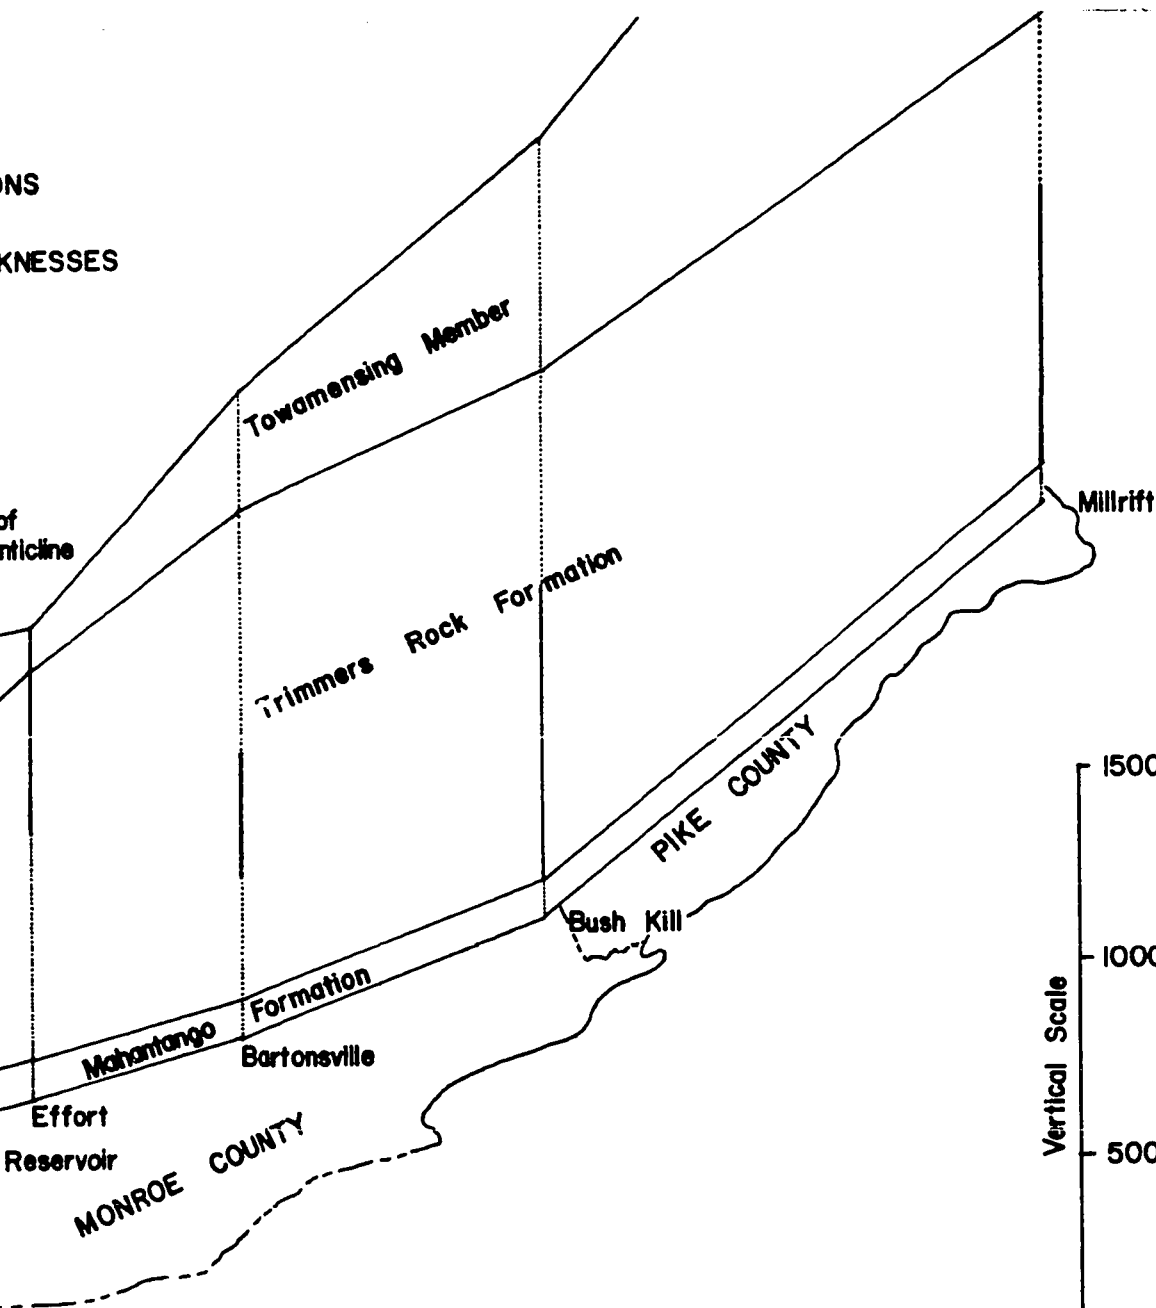 ONS
KNESSES
Towamensing Member
of
nticline
Millrift
Trimmers Rock Formation
PIKE COUNTY
1500
Bush Kill
1000
Mahantango Formation
Bartonsville
Vertical Scale
Effort
500
Reservoir
MONROE COUNTY